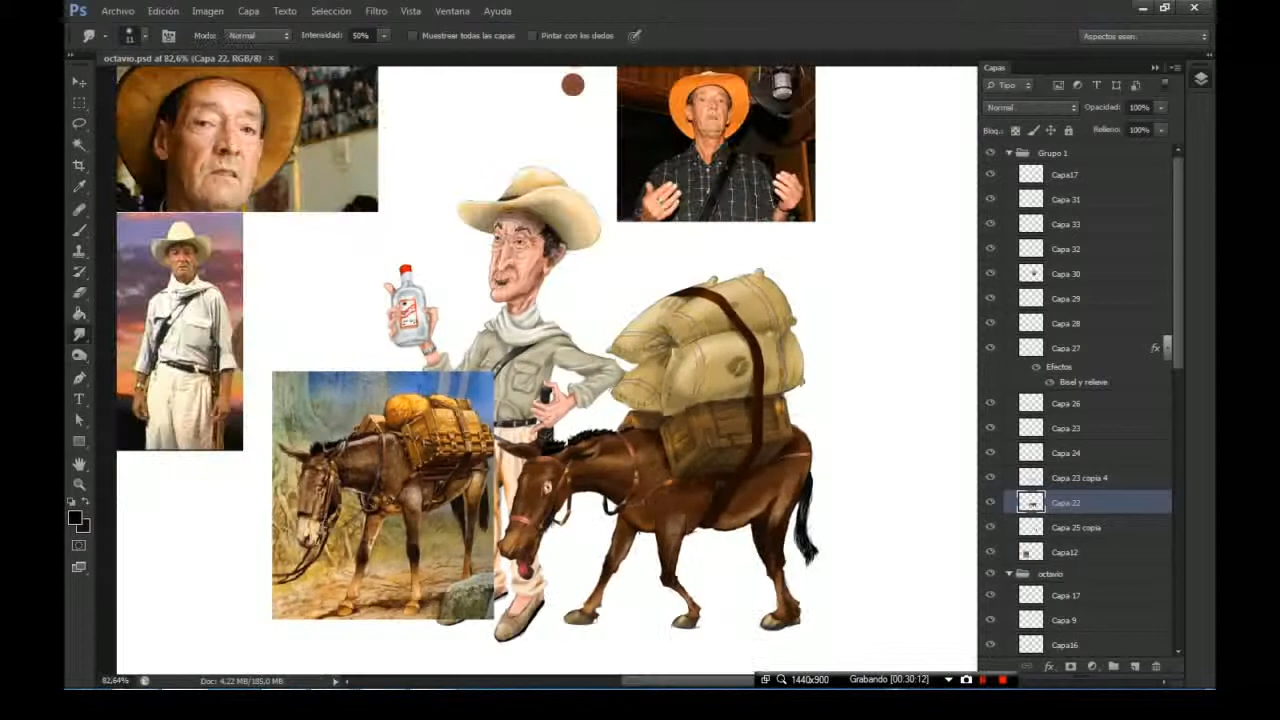 Ps Archivo Edición Imagen Capa Texto Selección Filtro Vista Ventana Ayuda
11 Modo: Normal Intensidad: 50% Muestrear todas las capas Pintar con los dedos Aspectos esen.
octavio.psd al 82,6% (Capa 22, RGB/8) ×
Capas
Tipo
Normal Opacidad: 100%
Bloq.: Relleno: 100%
Grupo 1
Capa17
Capa 31
Capa 33
Capa 32
Capa 30
Capa 29
Capa 28
Capa 27 fx
Efectos
Bisel y relieve
Capa 26
Capa 23
Capa 24
Capa 23 copia 4
Capa 22
Capa 25 copia
Capa12
octavio
Capa 17
Capa 9
Capa16
82,64% Doc: 4,22 MB/185,0 MB
1440x900 Grabando [00:30:12]